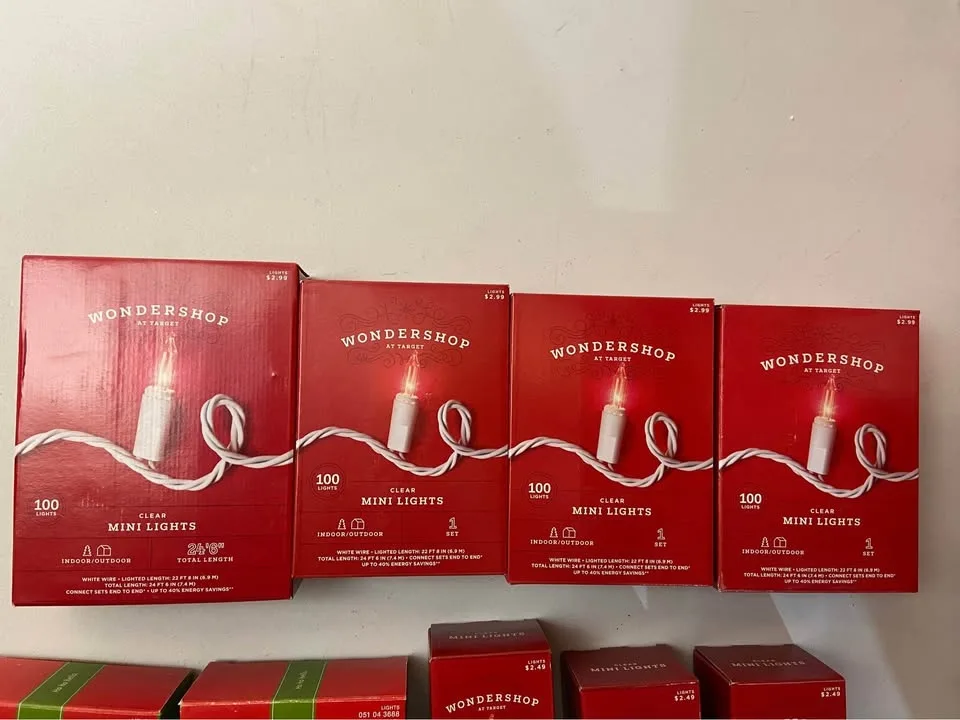 LIGHTS
$2.99
WONDERSHOP
AT TARGET
100
LIGHTS
CLEAR
MINI LIGHTS
INDOOR/OUTDOOR
24'6"
TOTAL LENGTH
WHITE WIRE • LIGHTED LENGTH: 22 FT 8 IN (6.9 M)
TOTAL LENGTH: 24 FT 6 IN (7.4 M)
CONNECT SETS END TO END* • UP TO 40% ENERGY SAVINGS**
LIGHTS
$2.99
WONDERSHOP
AT TARGET
100
LIGHTS
CLEAR
MINI LIGHTS
INDOOR/OUTDOOR
1
SET
WHITE WIRE • LIGHTED LENGTH: 22 FT 8 IN (6.9 M)
TOTAL LENGTH: 24 FT 6 IN (7.4 M) • CONNECT SETS END TO END*
UP TO 40% ENERGY SAVINGS**
LIGHTS
$2.99
WONDERSHOP
AT TARGET
100
LIGHTS
CLEAR
MINI LIGHTS
INDOOR/OUTDOOR
1
SET
WHITE WIRE • LIGHTED LENGTH: 22 FT 8 IN (6.9 M)
TOTAL LENGTH: 24 FT 6 IN (7.4 M) • CONNECT SETS END TO END*
UP TO 40% ENERGY SAVINGS**
LIGHTS
$2.99
WONDERSHOP
AT TARGET
100
LIGHTS
CLEAR
MINI LIGHTS
INDOOR/OUTDOOR
1
SET
WHITE WIRE • LIGHTED LENGTH: 22 FT 8 IN (6.9 M)
TOTAL LENGTH: 24 FT 6 IN (7.4 M) • CONNECT SETS END TO END*
UP TO 40% ENERGY SAVINGS**
LIGHTS
051 04 3688
MINI LIGHTS
LIGHTS
$2.49
WONDERSHOP
CLEAR
MINI LIGHTS
LIGHTS
$2.49
CLEAR
MINI LIGHTS
LIGHTS
$2.49